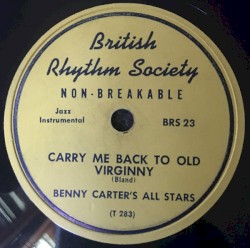 British
Rhythm Society
NON-BREAKABLE
Jazz
Instrumental
BRS 23
CARRY ME BACK TO OLD
VIRGINNY
(Bland)
BENNY CARTER'S ALL STARS
(T 283)